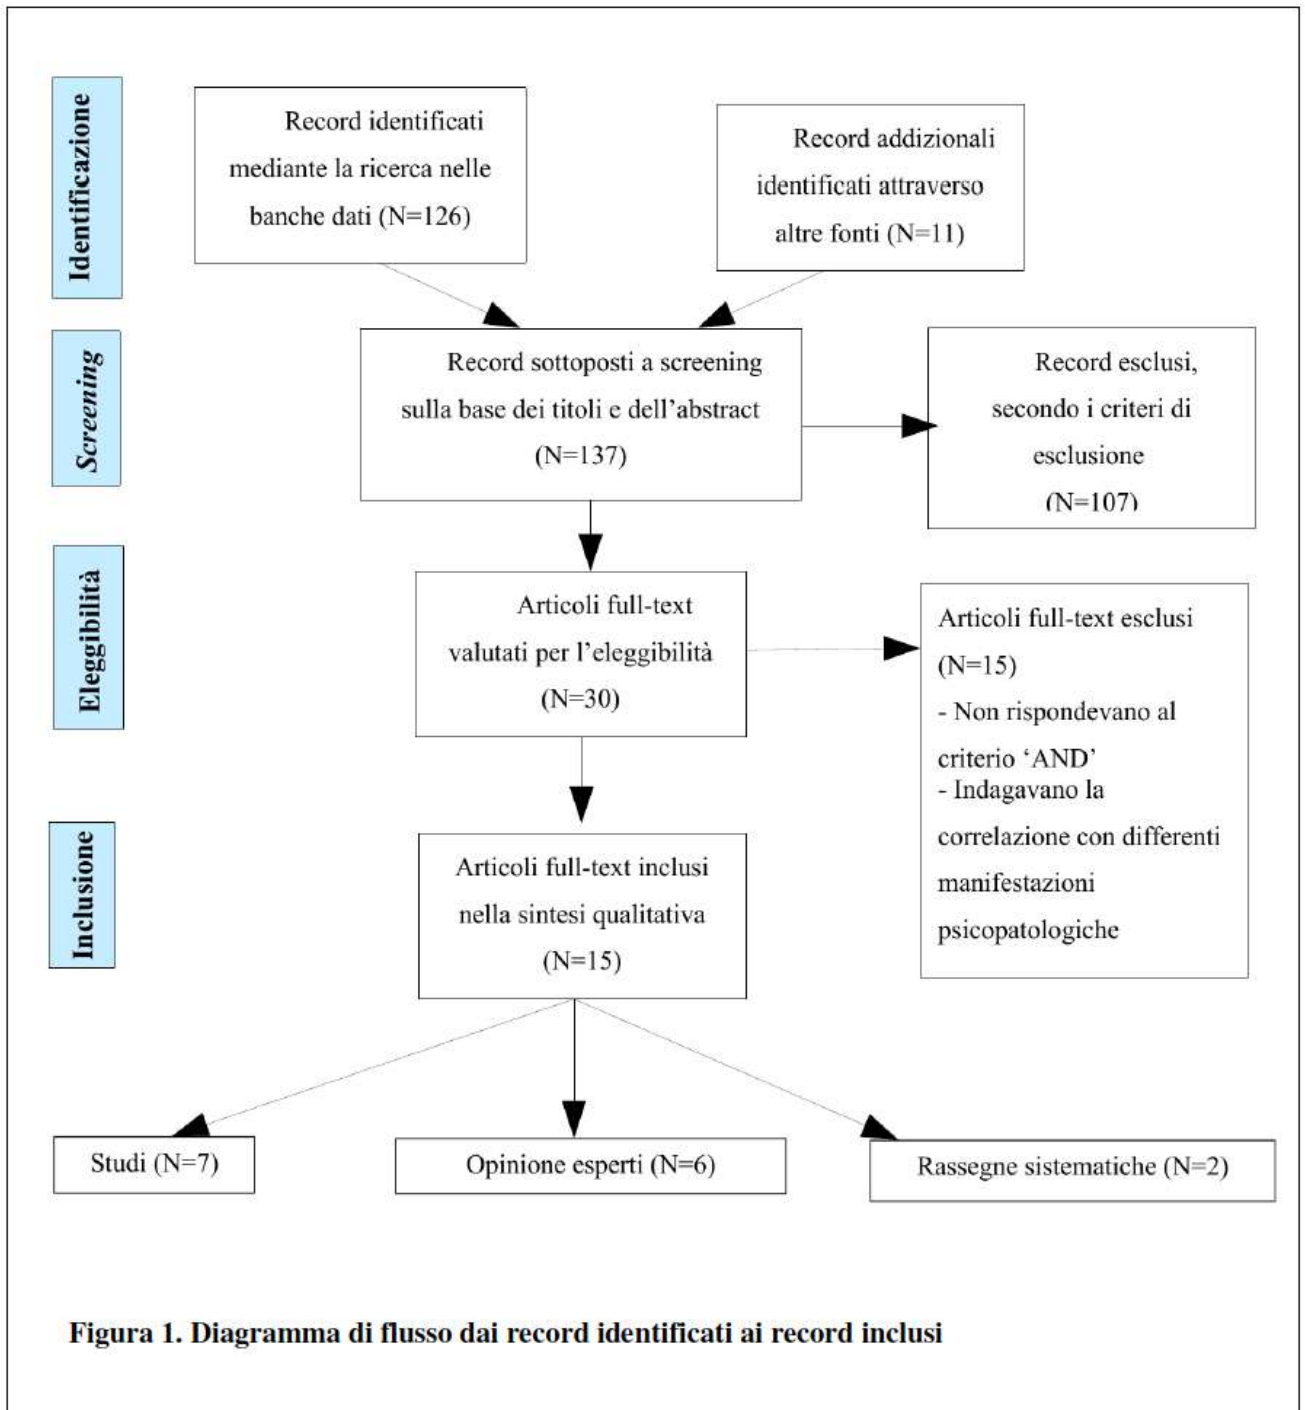 Identificazione
Record identificati
mediante la ricerca nelle
banche dati (N=126)
Record addizionali
identificati attraverso
altre fonti (N=11)
Screening
Record sottoposti a screening
sulla base dei titoli e dell'abstract
(N=137)
Record esclusi,
secondo i criteri di
esclusione
(N=107)
Eleggibilità
Articoli full-text
valutati per l'eleggibilità
(N=30)
Articoli full-text esclusi
(N=15)
- Non rispondevano al
criterio ‘AND’
- Indagavano la
correlazione con differenti
manifestazioni
psicopatologiche
Inclusione
Articoli full-text inclusi
nella sintesi qualitativa
(N=15)
Studi (N=7)
Opinione esperti (N=6)
Rassegne sistematiche (N=2)
Figura 1. Diagramma di flusso dai record identificati ai record inclusi